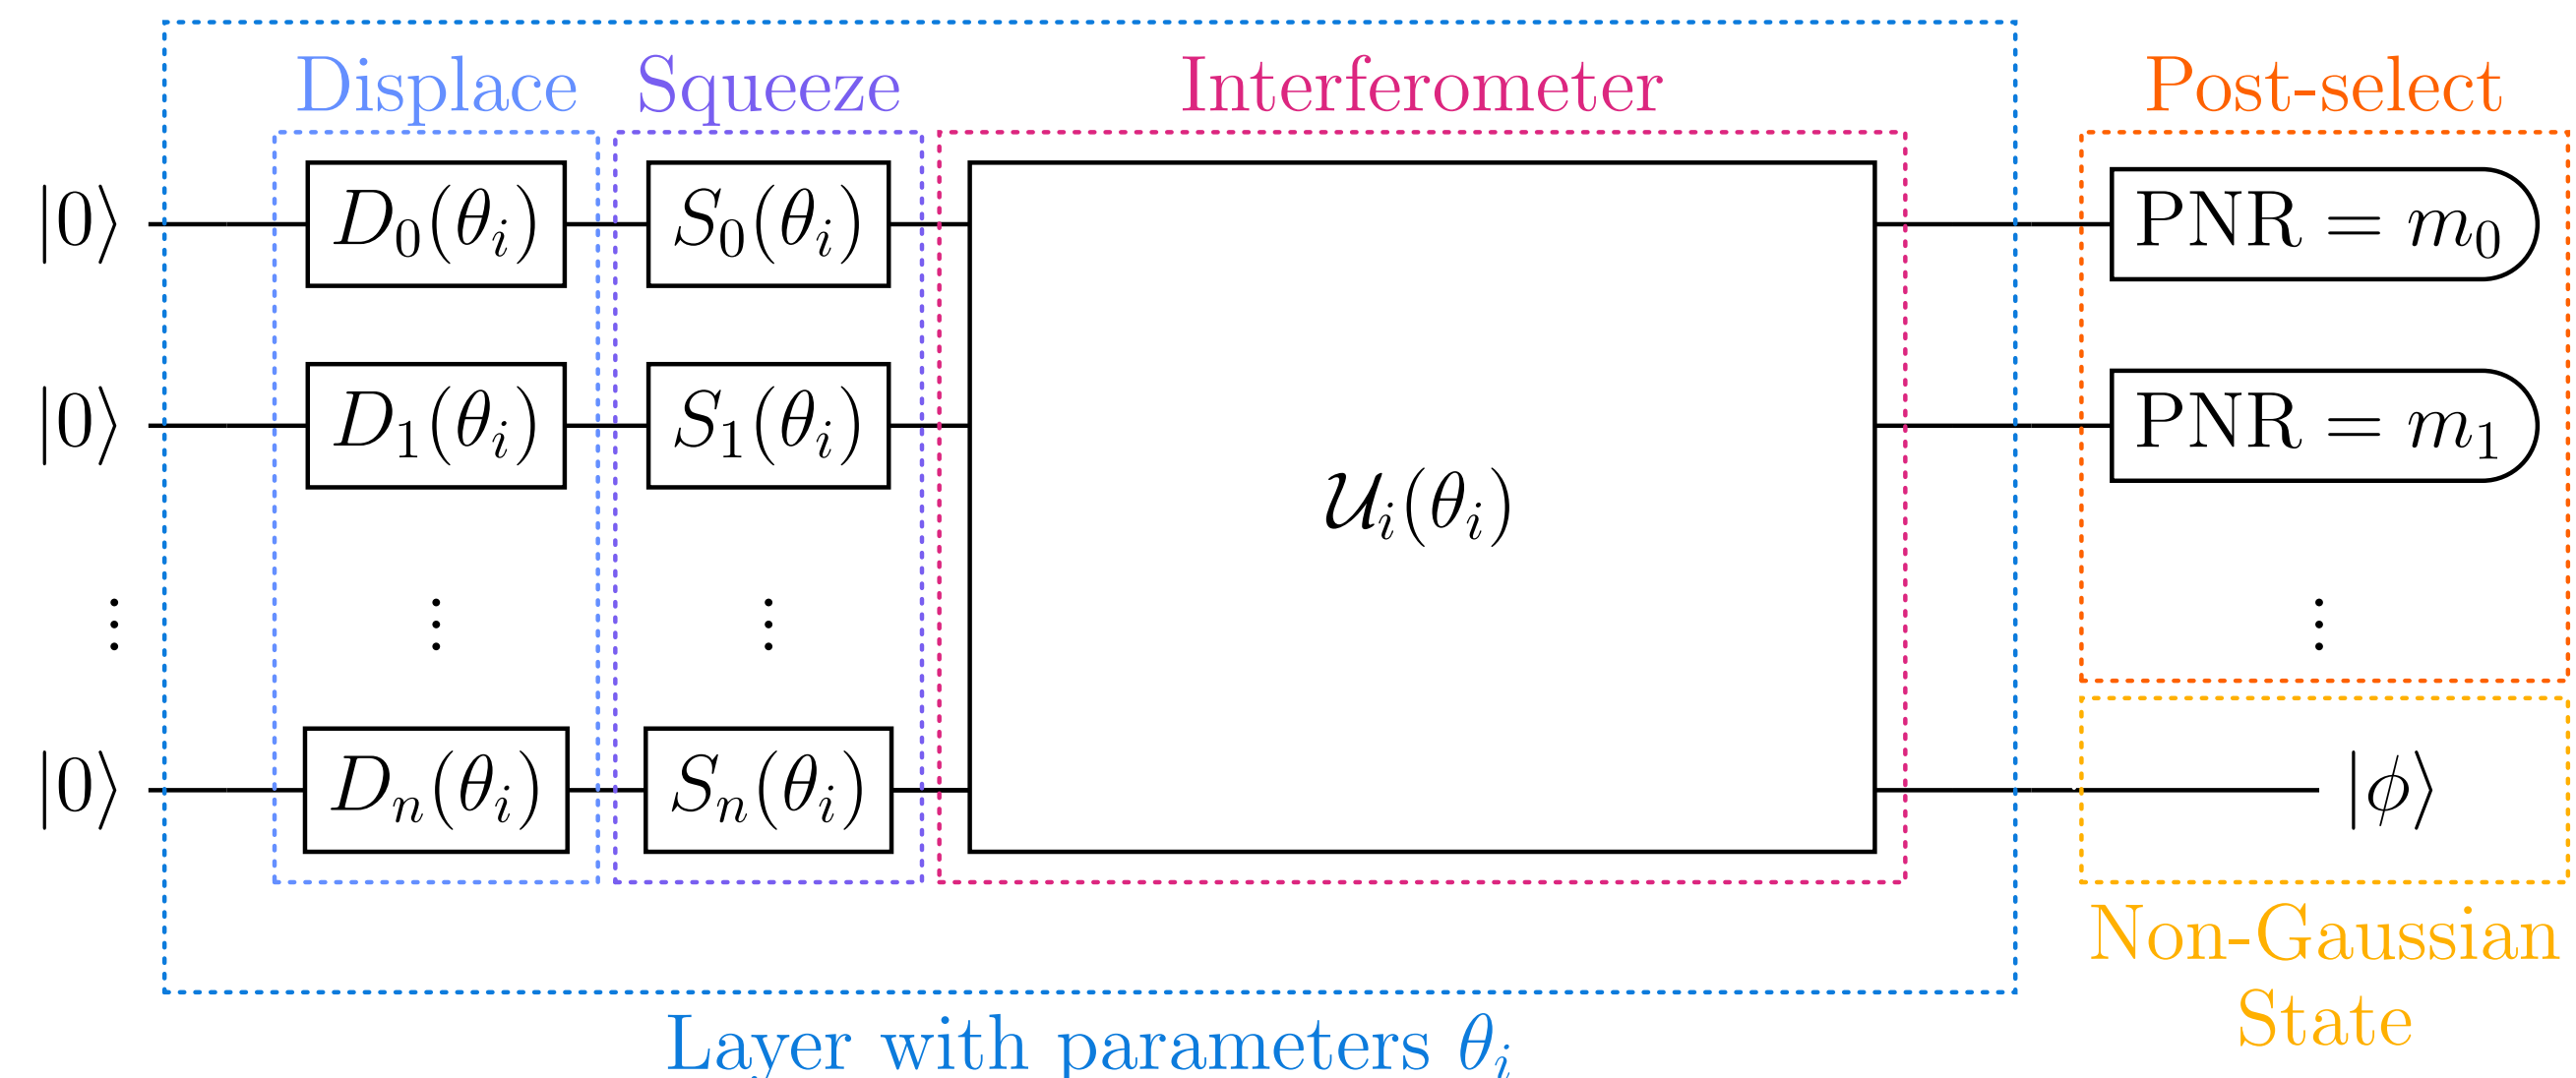 Displace Squeeze Interferometer Post-select
|0⟩ D₀(θᵢ) S₀(θᵢ) PNR = m₀
|0⟩ D₁(θᵢ) S₁(θᵢ) PNR = m₁
𝒰ᵢ(θᵢ)
⋮ ⋮ ⋮ ⋮
|0⟩ Dₙ(θᵢ) Sₙ(θᵢ) |ϕ⟩
Non-Gaussian
State
Layer with parameters θᵢ